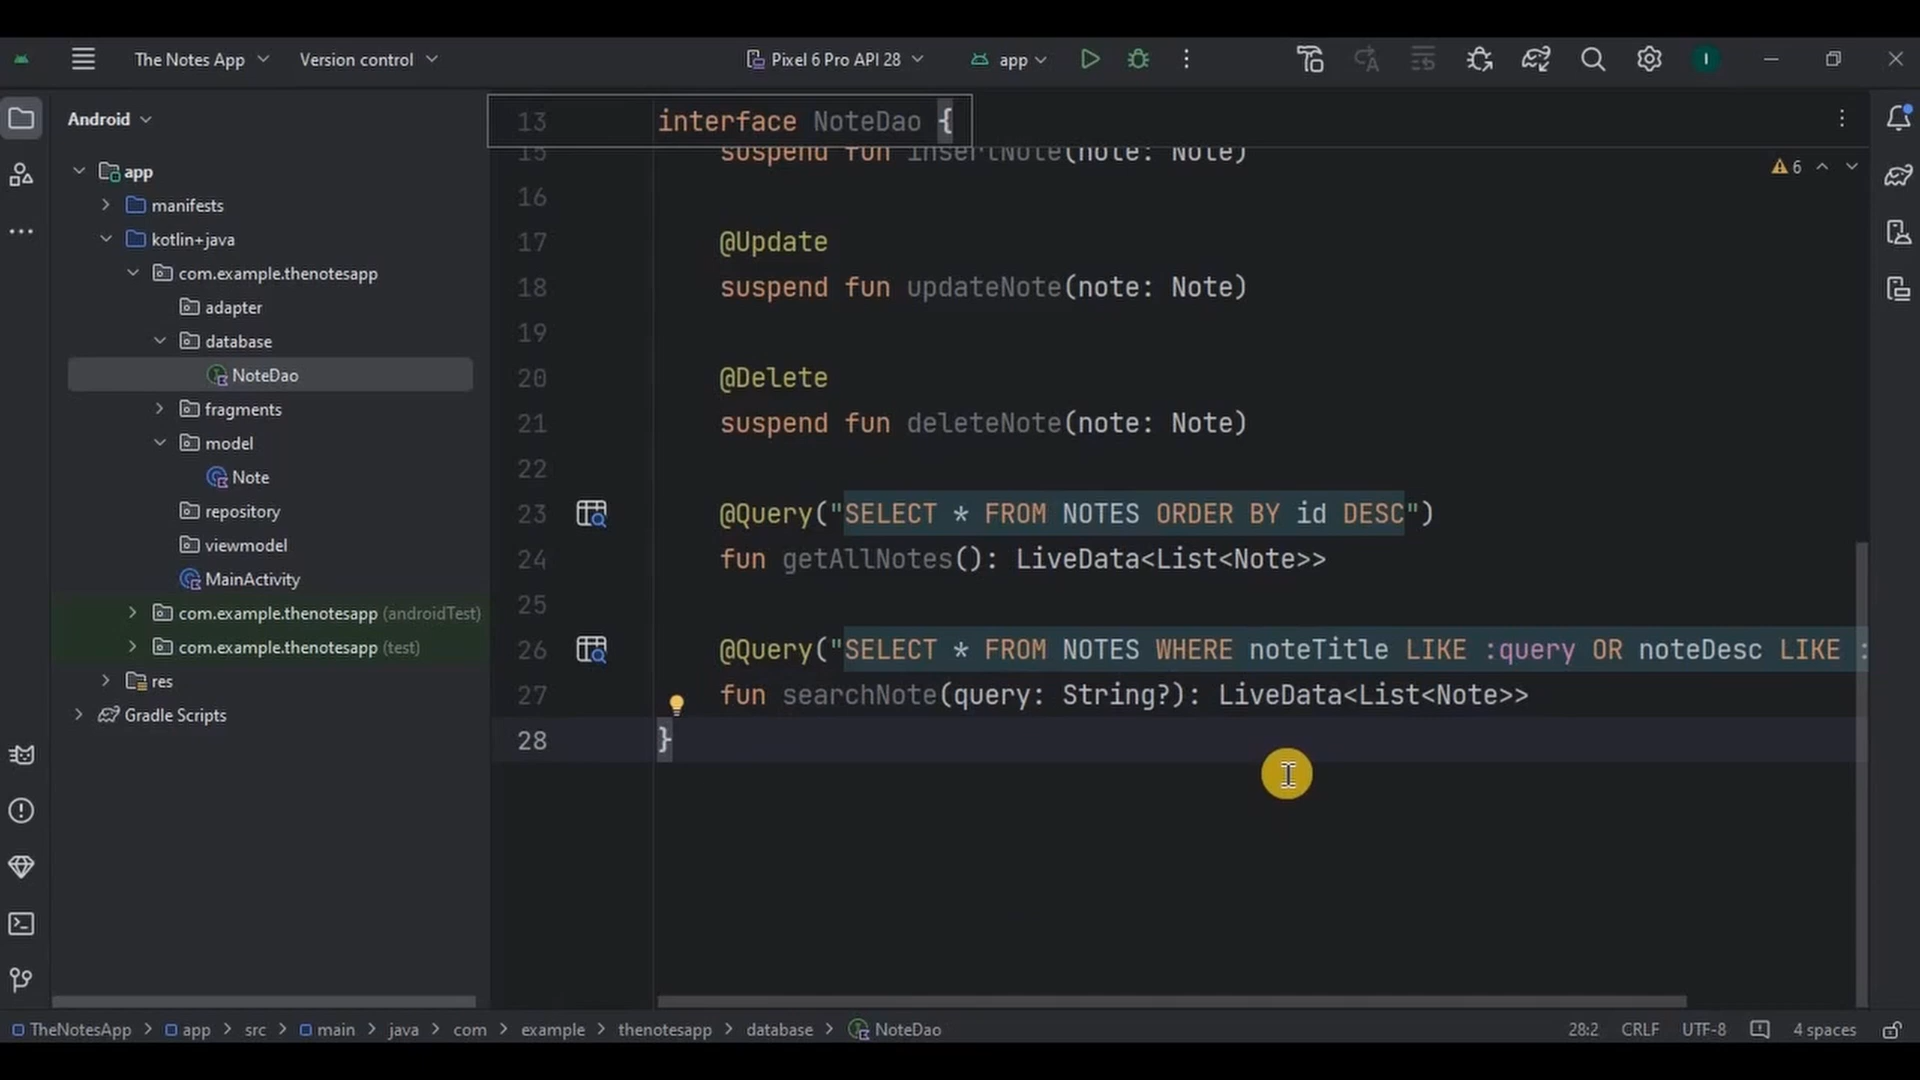 The Notes App
Version control
Pixel 6 Pro API 28
app
I
Android
app
manifests
kotlin+java
com.example.thenotesapp
adapter
database
NoteDao
fragments
model
Note
repository
viewmodel
MainActivity
com.example.thenotesapp (androidTest)
com.example.thenotesapp (test)
res
Gradle Scripts
13 interface NoteDao {
6
15 suspend fun insertNote(note: Note)
16
17 @Update
18 suspend fun updateNote(note: Note)
19
20 @Delete
21 suspend fun deleteNote(note: Note)
22
23 @Query("SELECT * FROM NOTES ORDER BY id DESC")
24 fun getAllNotes(): LiveData<List<Note>>
25
26 @Query("SELECT * FROM NOTES WHERE noteTitle LIKE :query OR noteDesc LIKE :
27 fun searchNote(query: String?): LiveData<List<Note>>
28 }
TheNotesApp > app > src > main > java > com > example > thenotesapp > database > NoteDao
28:2 CRLF UTF-8 4 spaces